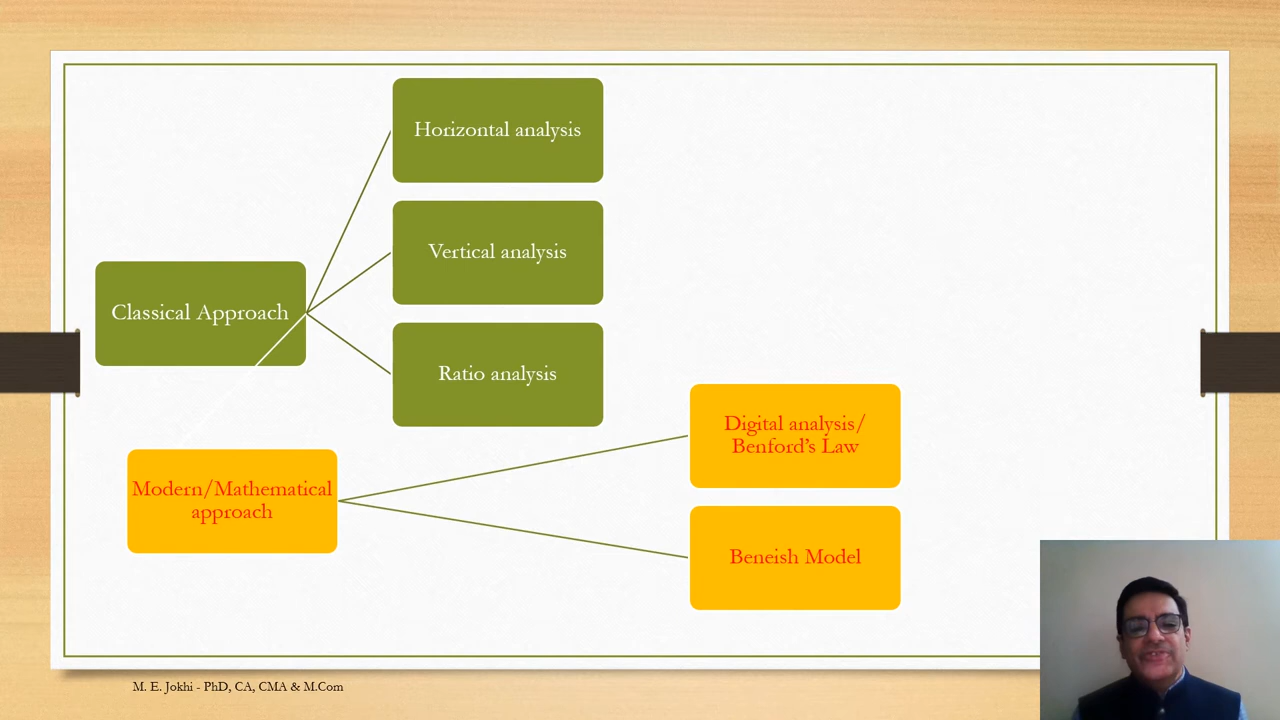 Horizontal analysis
Vertical analysis
Classical Approach
Ratio analysis
Digital analysis/
Benford’s Law
Modern/Mathematical
approach
Beneish Model
M. E. Jokhi - PhD, CA, CMA & M.Com